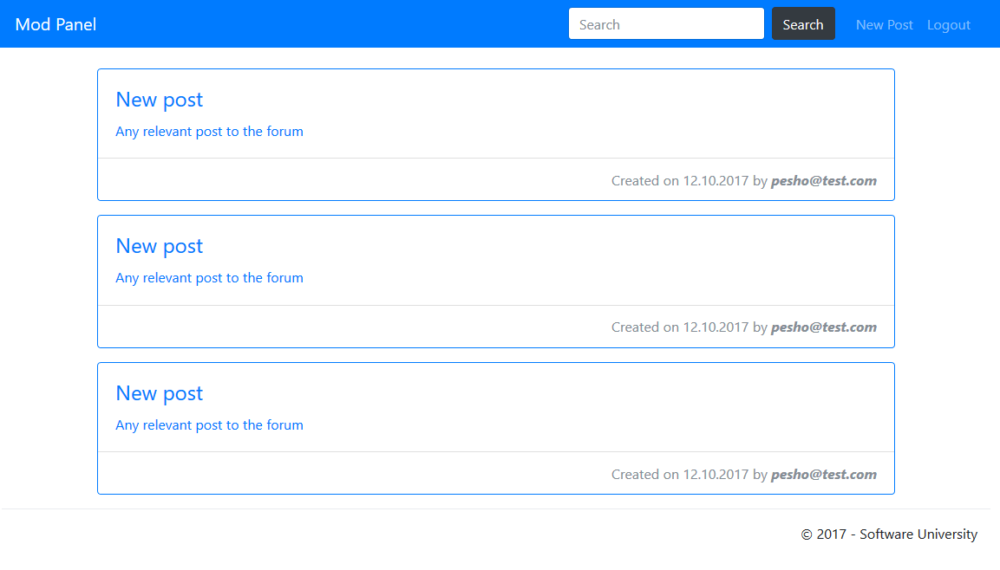 Mod Panel Search Search New Post Logout
New post
Any relevant post to the forum
Created on 12.10.2017 by pesho@test.com
New post
Any relevant post to the forum
Created on 12.10.2017 by pesho@test.com
New post
Any relevant post to the forum
Created on 12.10.2017 by pesho@test.com
© 2017 - Software University